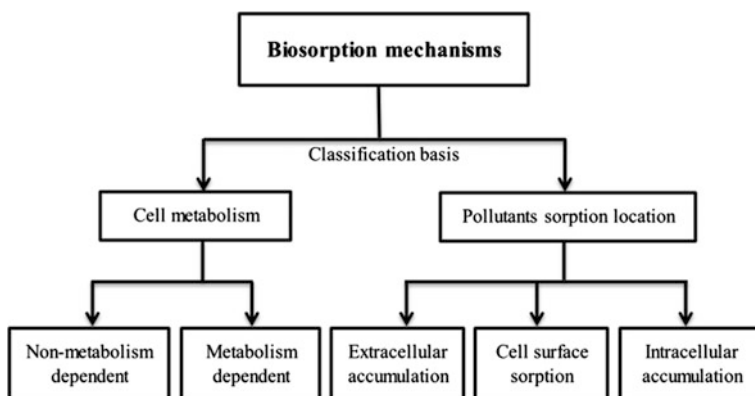 Biosorption mechanisms
Classification basis
Cell metabolism
Pollutants sorption location
Non-metabolism
dependent
Metabolism
dependent
Extracellular
accumulation
Cell surface
sorption
Intracellular
accumulation